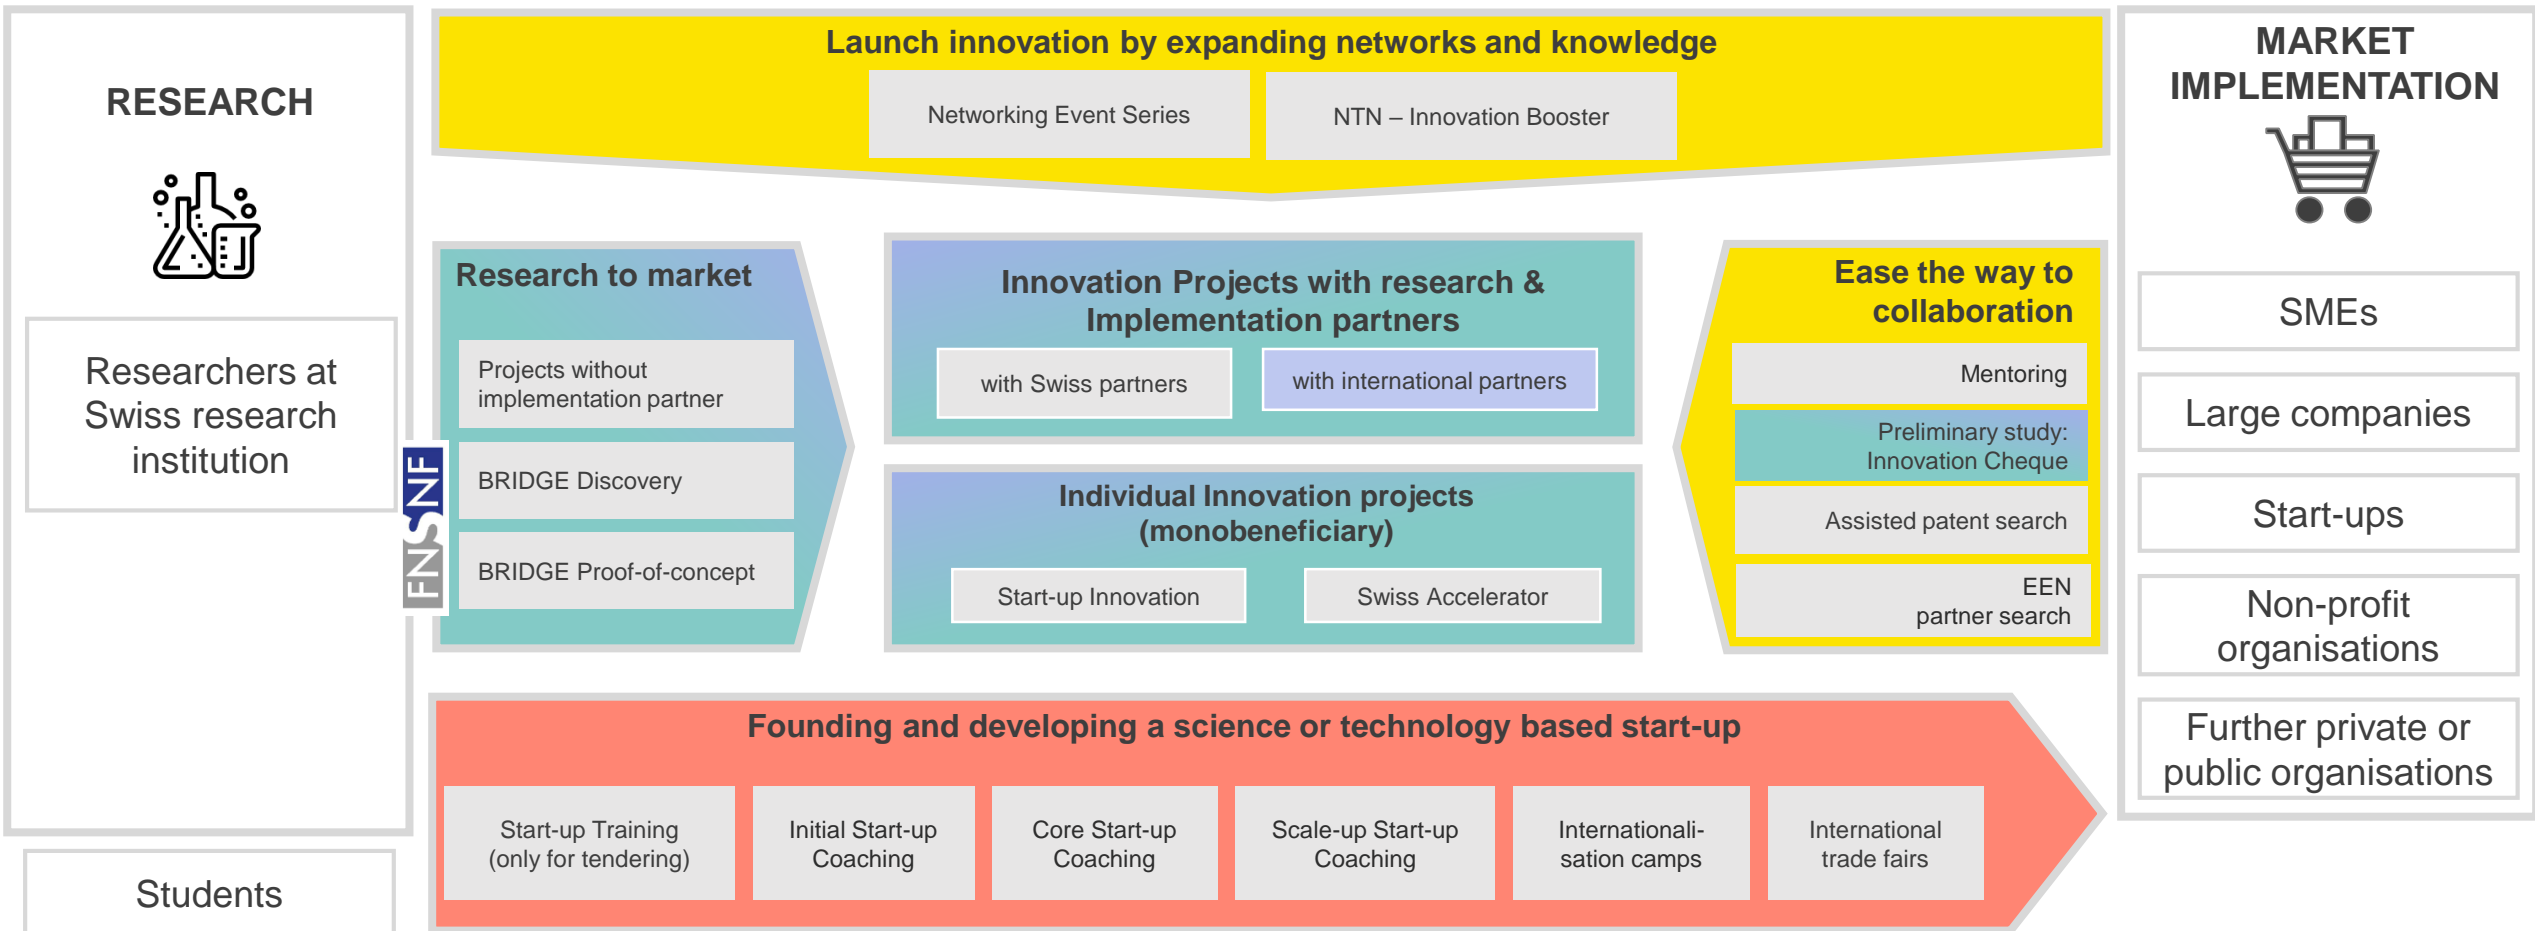 RESEARCH
Researchers at
Swiss research
institution
Students
FNSNF
Launch innovation by expanding networks and knowledge
Networking Event Series
NTN – Innovation Booster
Research to market
Projects without
implementation partner
BRIDGE Discovery
BRIDGE Proof-of-concept
Innovation Projects with research &
Implementation partners
with Swiss partners
with international partners
Individual Innovation projects
(monobeneficiary)
Start-up Innovation
Swiss Accelerator
Ease the way to
collaboration
Mentoring
Preliminary study:
Innovation Cheque
Assisted patent search
EEN
partner search
Founding and developing a science or technology based start-up
Start-up Training
(only for tendering)
Initial Start-up
Coaching
Core Start-up
Coaching
Scale-up Start-up
Coaching
Internationali-
sation camps
International
trade fairs
MARKET
IMPLEMENTATION
SMEs
Large companies
Start-ups
Non-profit
organisations
Further private or
public organisations